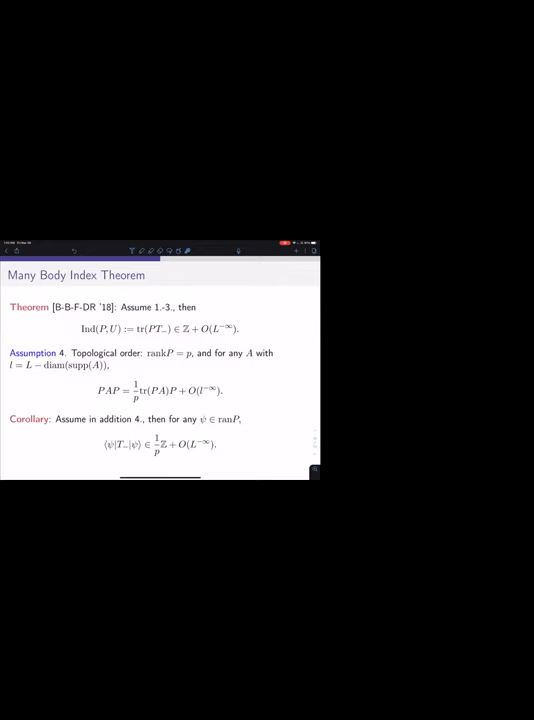 Many Body Index Theorem
Theorem [B-B-F-DR '18]: Assume 1.-3., then
Ind(P, U) := tr(PT₋) ∈ ℤ + O(L^{-∞}).
Assumption 4. Topological order: rankP = p, and for any A with
l = L − diam(supp(A)),
PAP = \frac{1}{p}tr(PA)P + O(l^{-∞}).
Corollary: Assume in addition 4., then for any ψ ∈ ranP,
⟨ψ|T₋|ψ⟩ ∈ \frac{1}{p}ℤ + O(L^{-∞}).